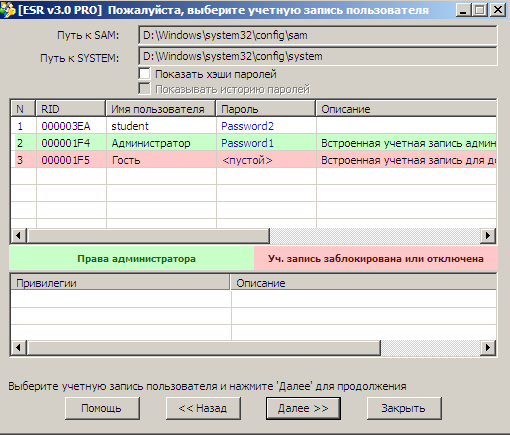 [ESR v3.0 PRO] Пожалуйста, выберите учетную запись пользователя
Путь к SAM: D:\Windows\system32\config\sam
Путь к SYSTEM: D:\Windows\system32\config\system
Показать хэши паролей
Показывать историю паролей
N RID Имя пользователя Пароль Описание
1 000003EA student Password2
2 000001F4 Администратор Password1 Встроенная учетная запись админ
3 000001F5 Гость <пустой> Встроенная учетная запись для до
Права администратора Уч. запись заблокирована или отключена
Привилегии Описание
Выберите учетную запись пользователя и нажмите 'Далее' для продолжения
Помощь << Назад Далее >> Закрыть